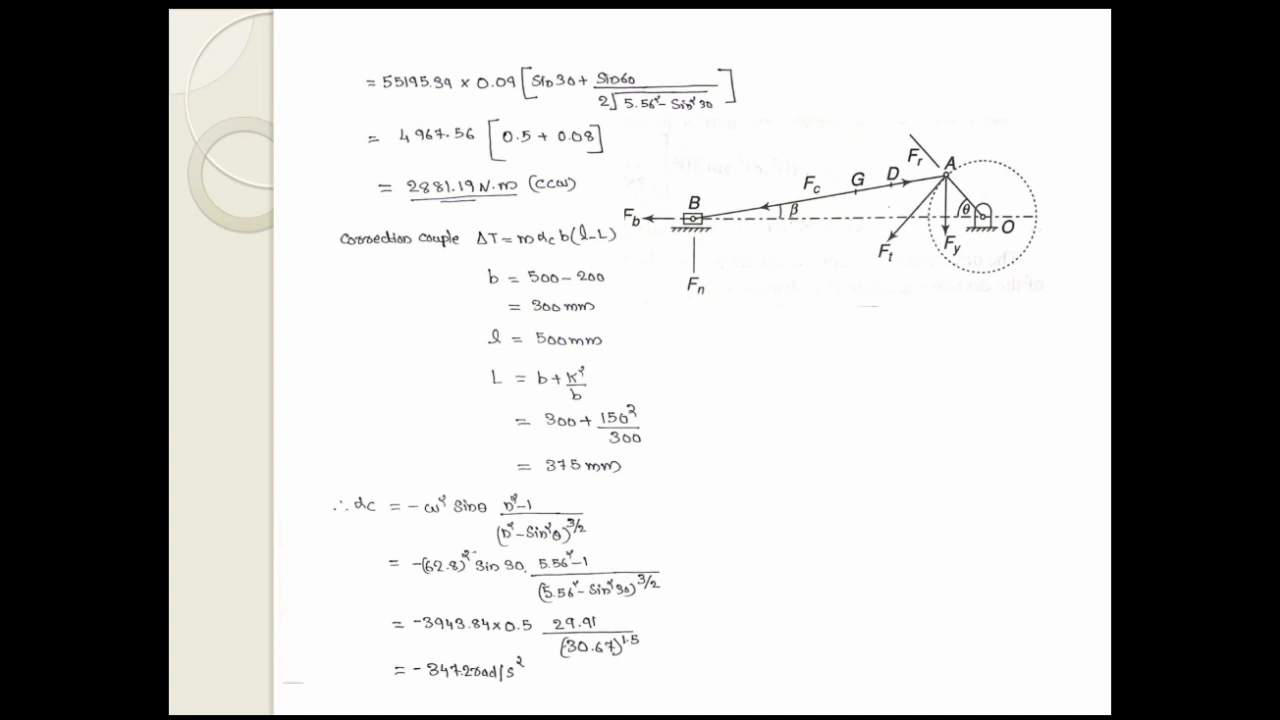 = 55195.39 × 0.09 [Sin 30 + Sin 60 / 2√(5.56² - Sin² 30)]
= 4967.56 [0.5 + 0.08]
= 2881.19 N.m (ccw)
Correction couple ΔT = m αc b(l-L)
b = 500 - 200
= 300 mm
l = 500mm
L = b + K²/b
= 300 + 150²/300
= 375 mm
∴ αc = - ω² Sinθ (n²-1) / (n² - Sin²θ)^3/2
= -(62.8)² Sin 30. (5.56² - 1) / (5.56² - Sin² 30)^3/2
= -3943.84 × 0.5 29.91 / (30.67)^1.5
= - 347.2 rad/s²
Fr A
Fc G D
B β θ
Fb O
Ft Fy
Fn